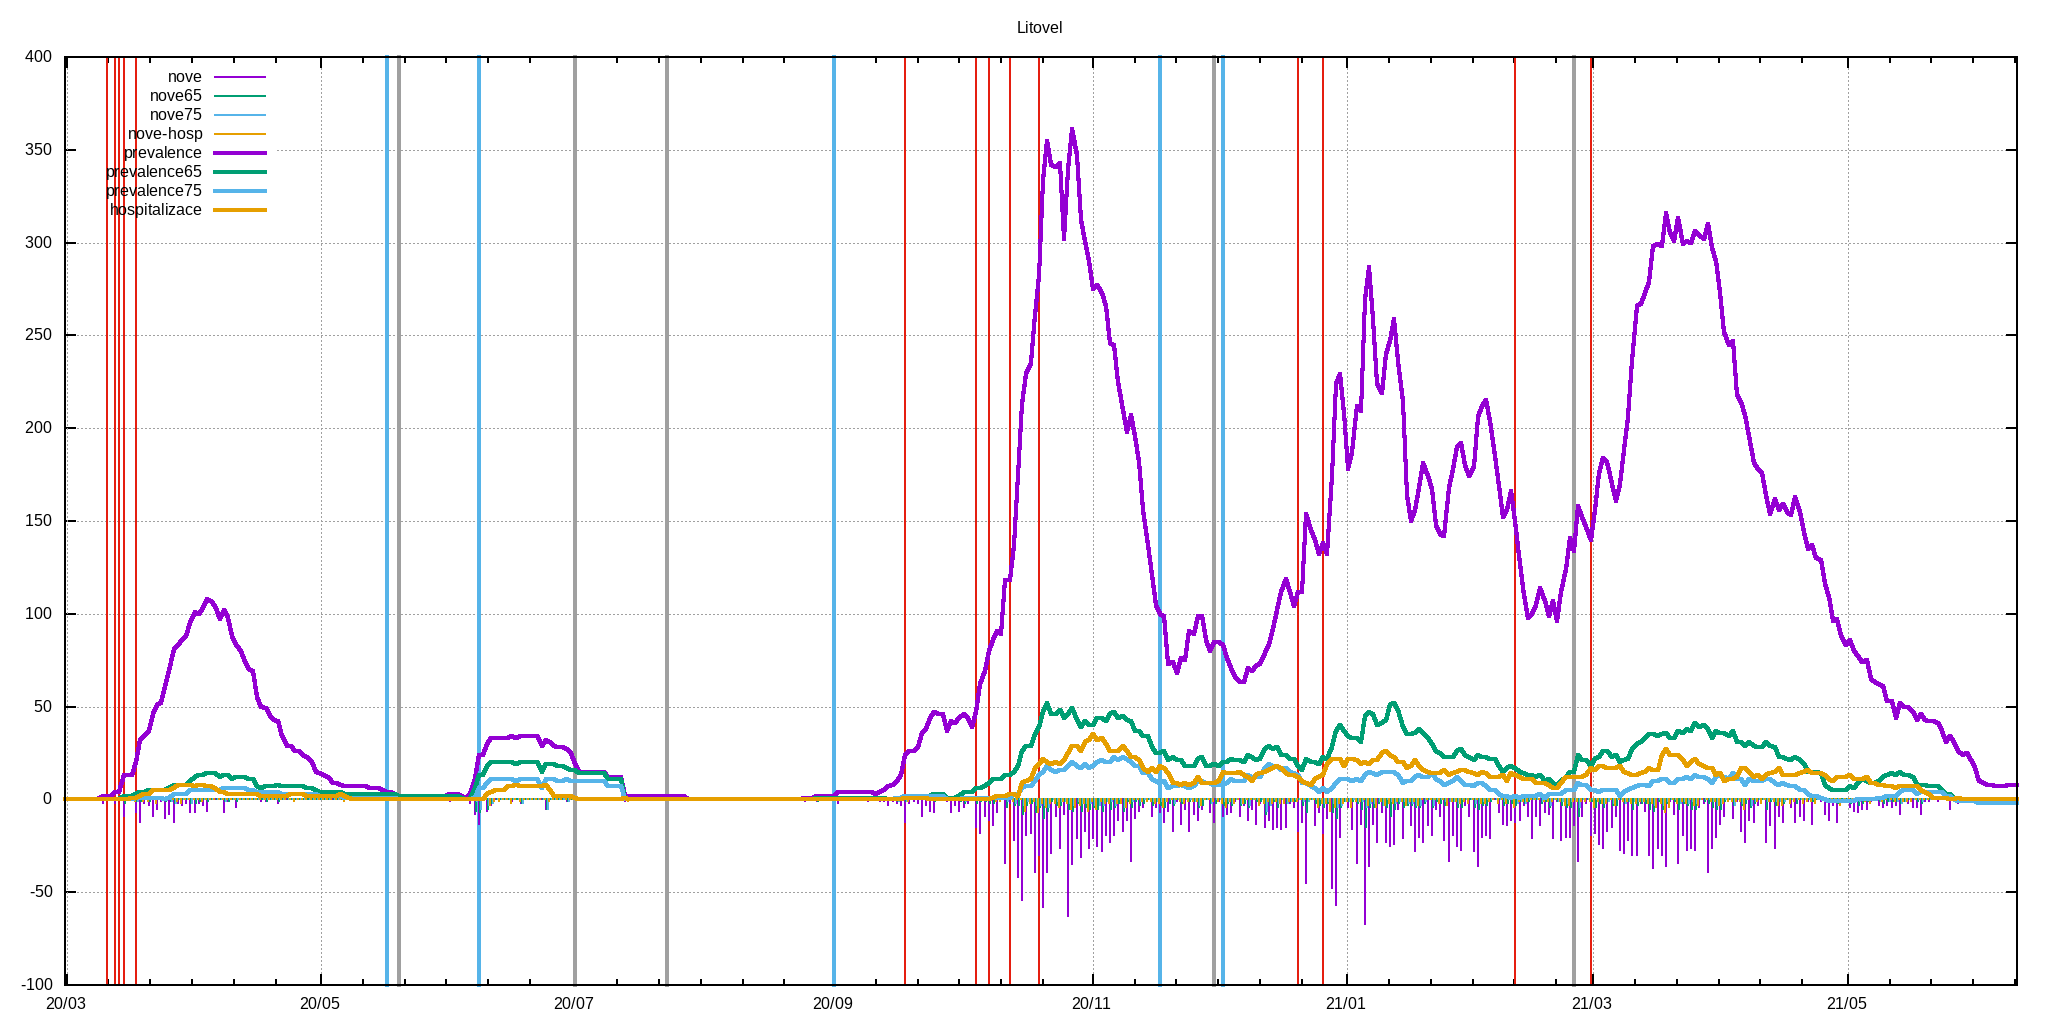 Litovel
400
350
300
250
200
150
100
50
0
-50
-100
nove
nove65
nove75
nove-hosp
prevalence
prevalence65
prevalence75
hospitalizace
20/03 20/05 20/07 20/09 20/11 21/01 21/03 21/05